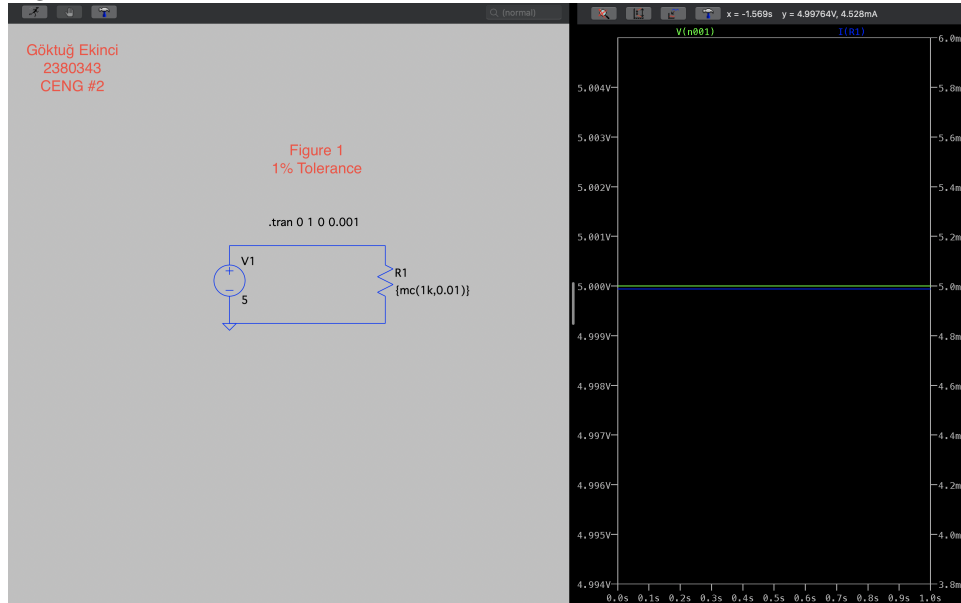 (normal)
x = -1.569s y = 4.99764V, 4.528mA
Göktuğ Ekinci
2380343
CENG #2
Figure 1
1% Tolerance
.tran 0 1 0 0.001
V1
5
R1
{mc(1k,0.01)}
V(n001) I(R1)
5.004V
5.003V
5.002V
5.001V
5.000V
4.999V
4.998V
4.997V
4.996V
4.995V
4.994V
6.0m
5.8m
5.6m
5.4m
5.2m
5.0m
4.8m
4.6m
4.4m
4.2m
4.0m
3.8m
0.0s 0.1s 0.2s 0.3s 0.4s 0.5s 0.6s 0.7s 0.8s 0.9s 1.0s